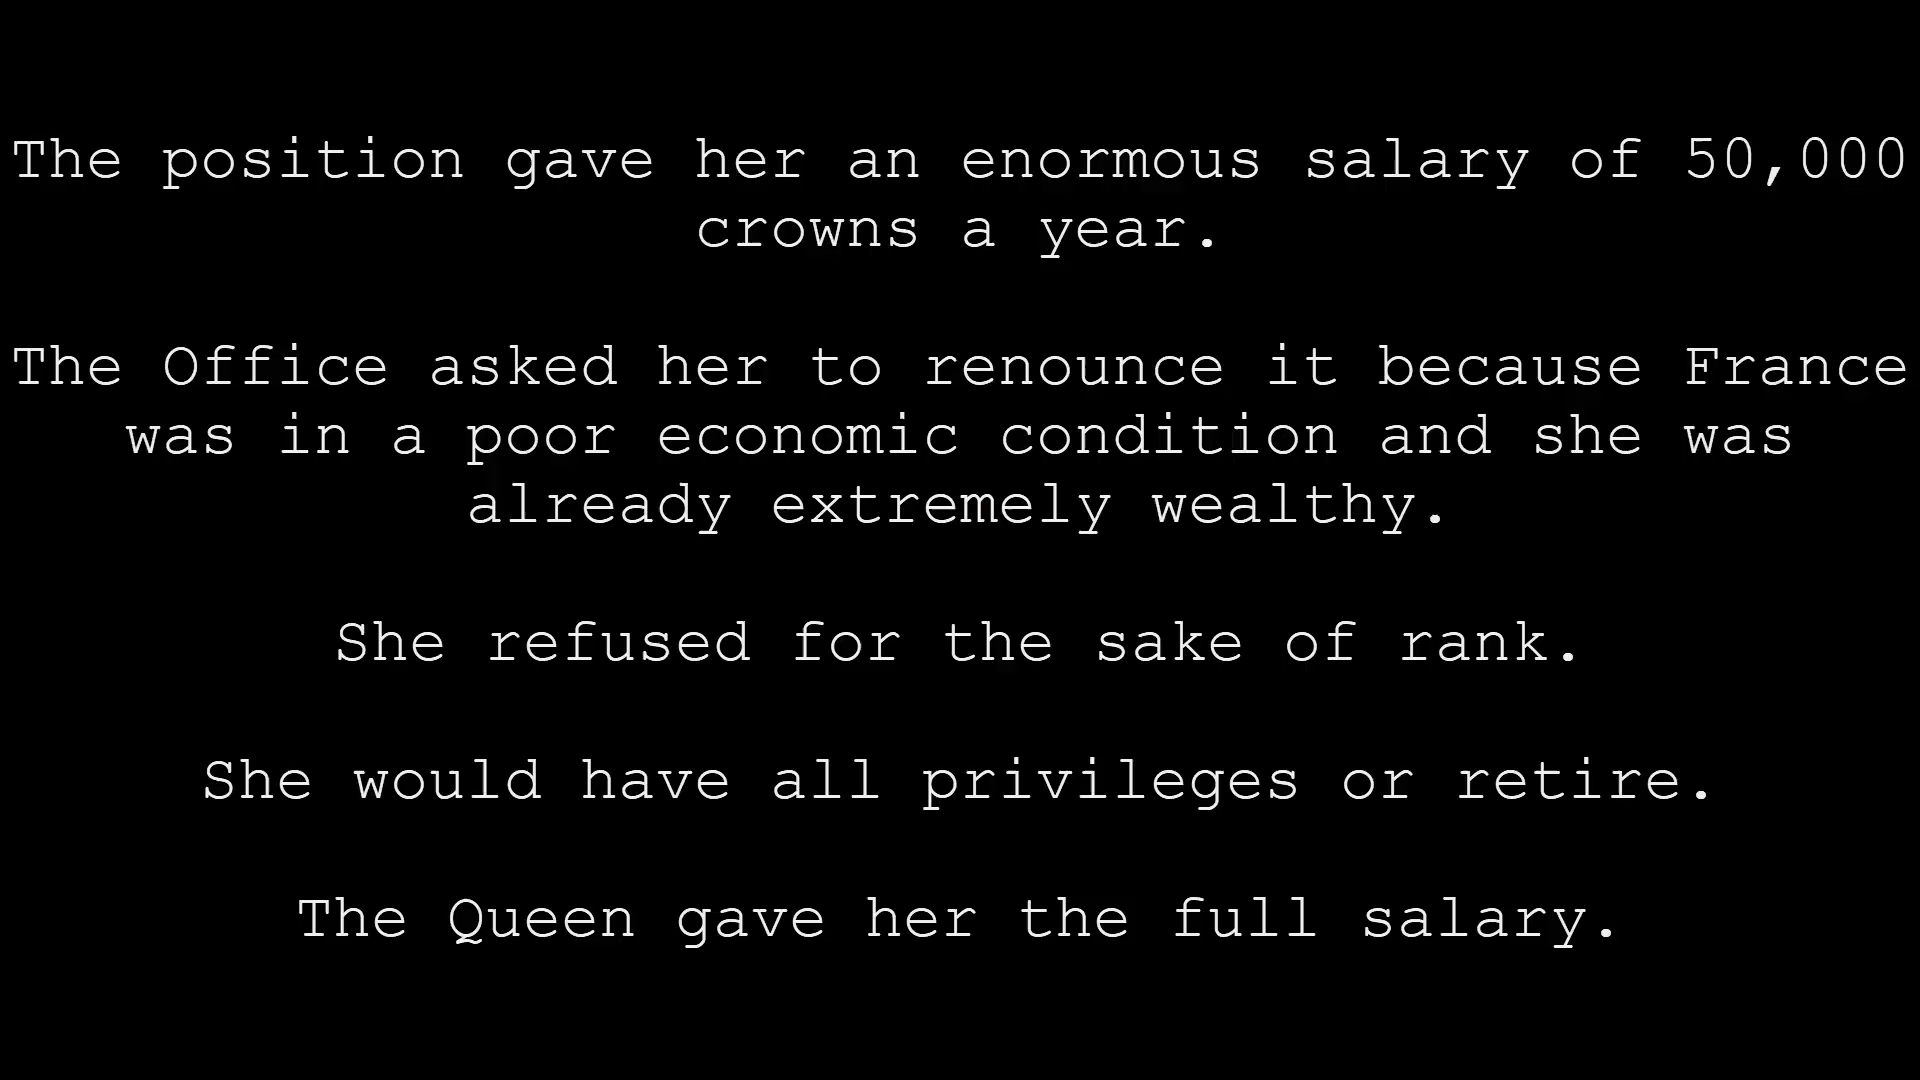 The position gave her an enormous salary of 50,000
crowns a year.
The Office asked her to renounce it because France
was in a poor economic condition and she was
already extremely wealthy.
She refused for the sake of rank.
She would have all privileges or retire.
The Queen gave her the full salary.